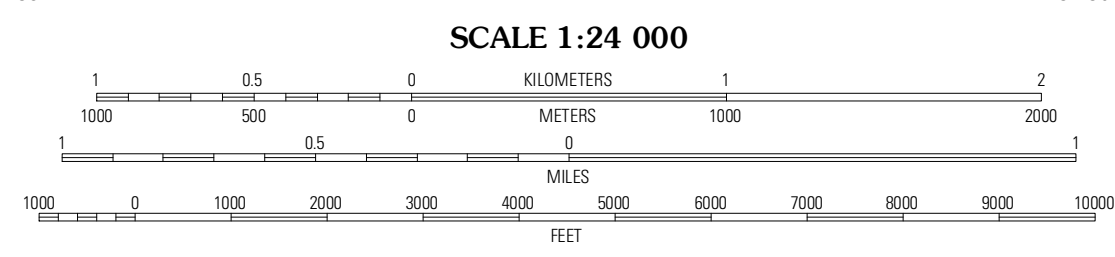 SCALE 1:24 000
1 0.5 0 KILOMETERS 1 2
1000 500 0 METERS 1000 2000
1 0.5 0 1
MILES
1000 0 1000 2000 3000 4000 5000 6000 7000 8000 9000 10000
FEET